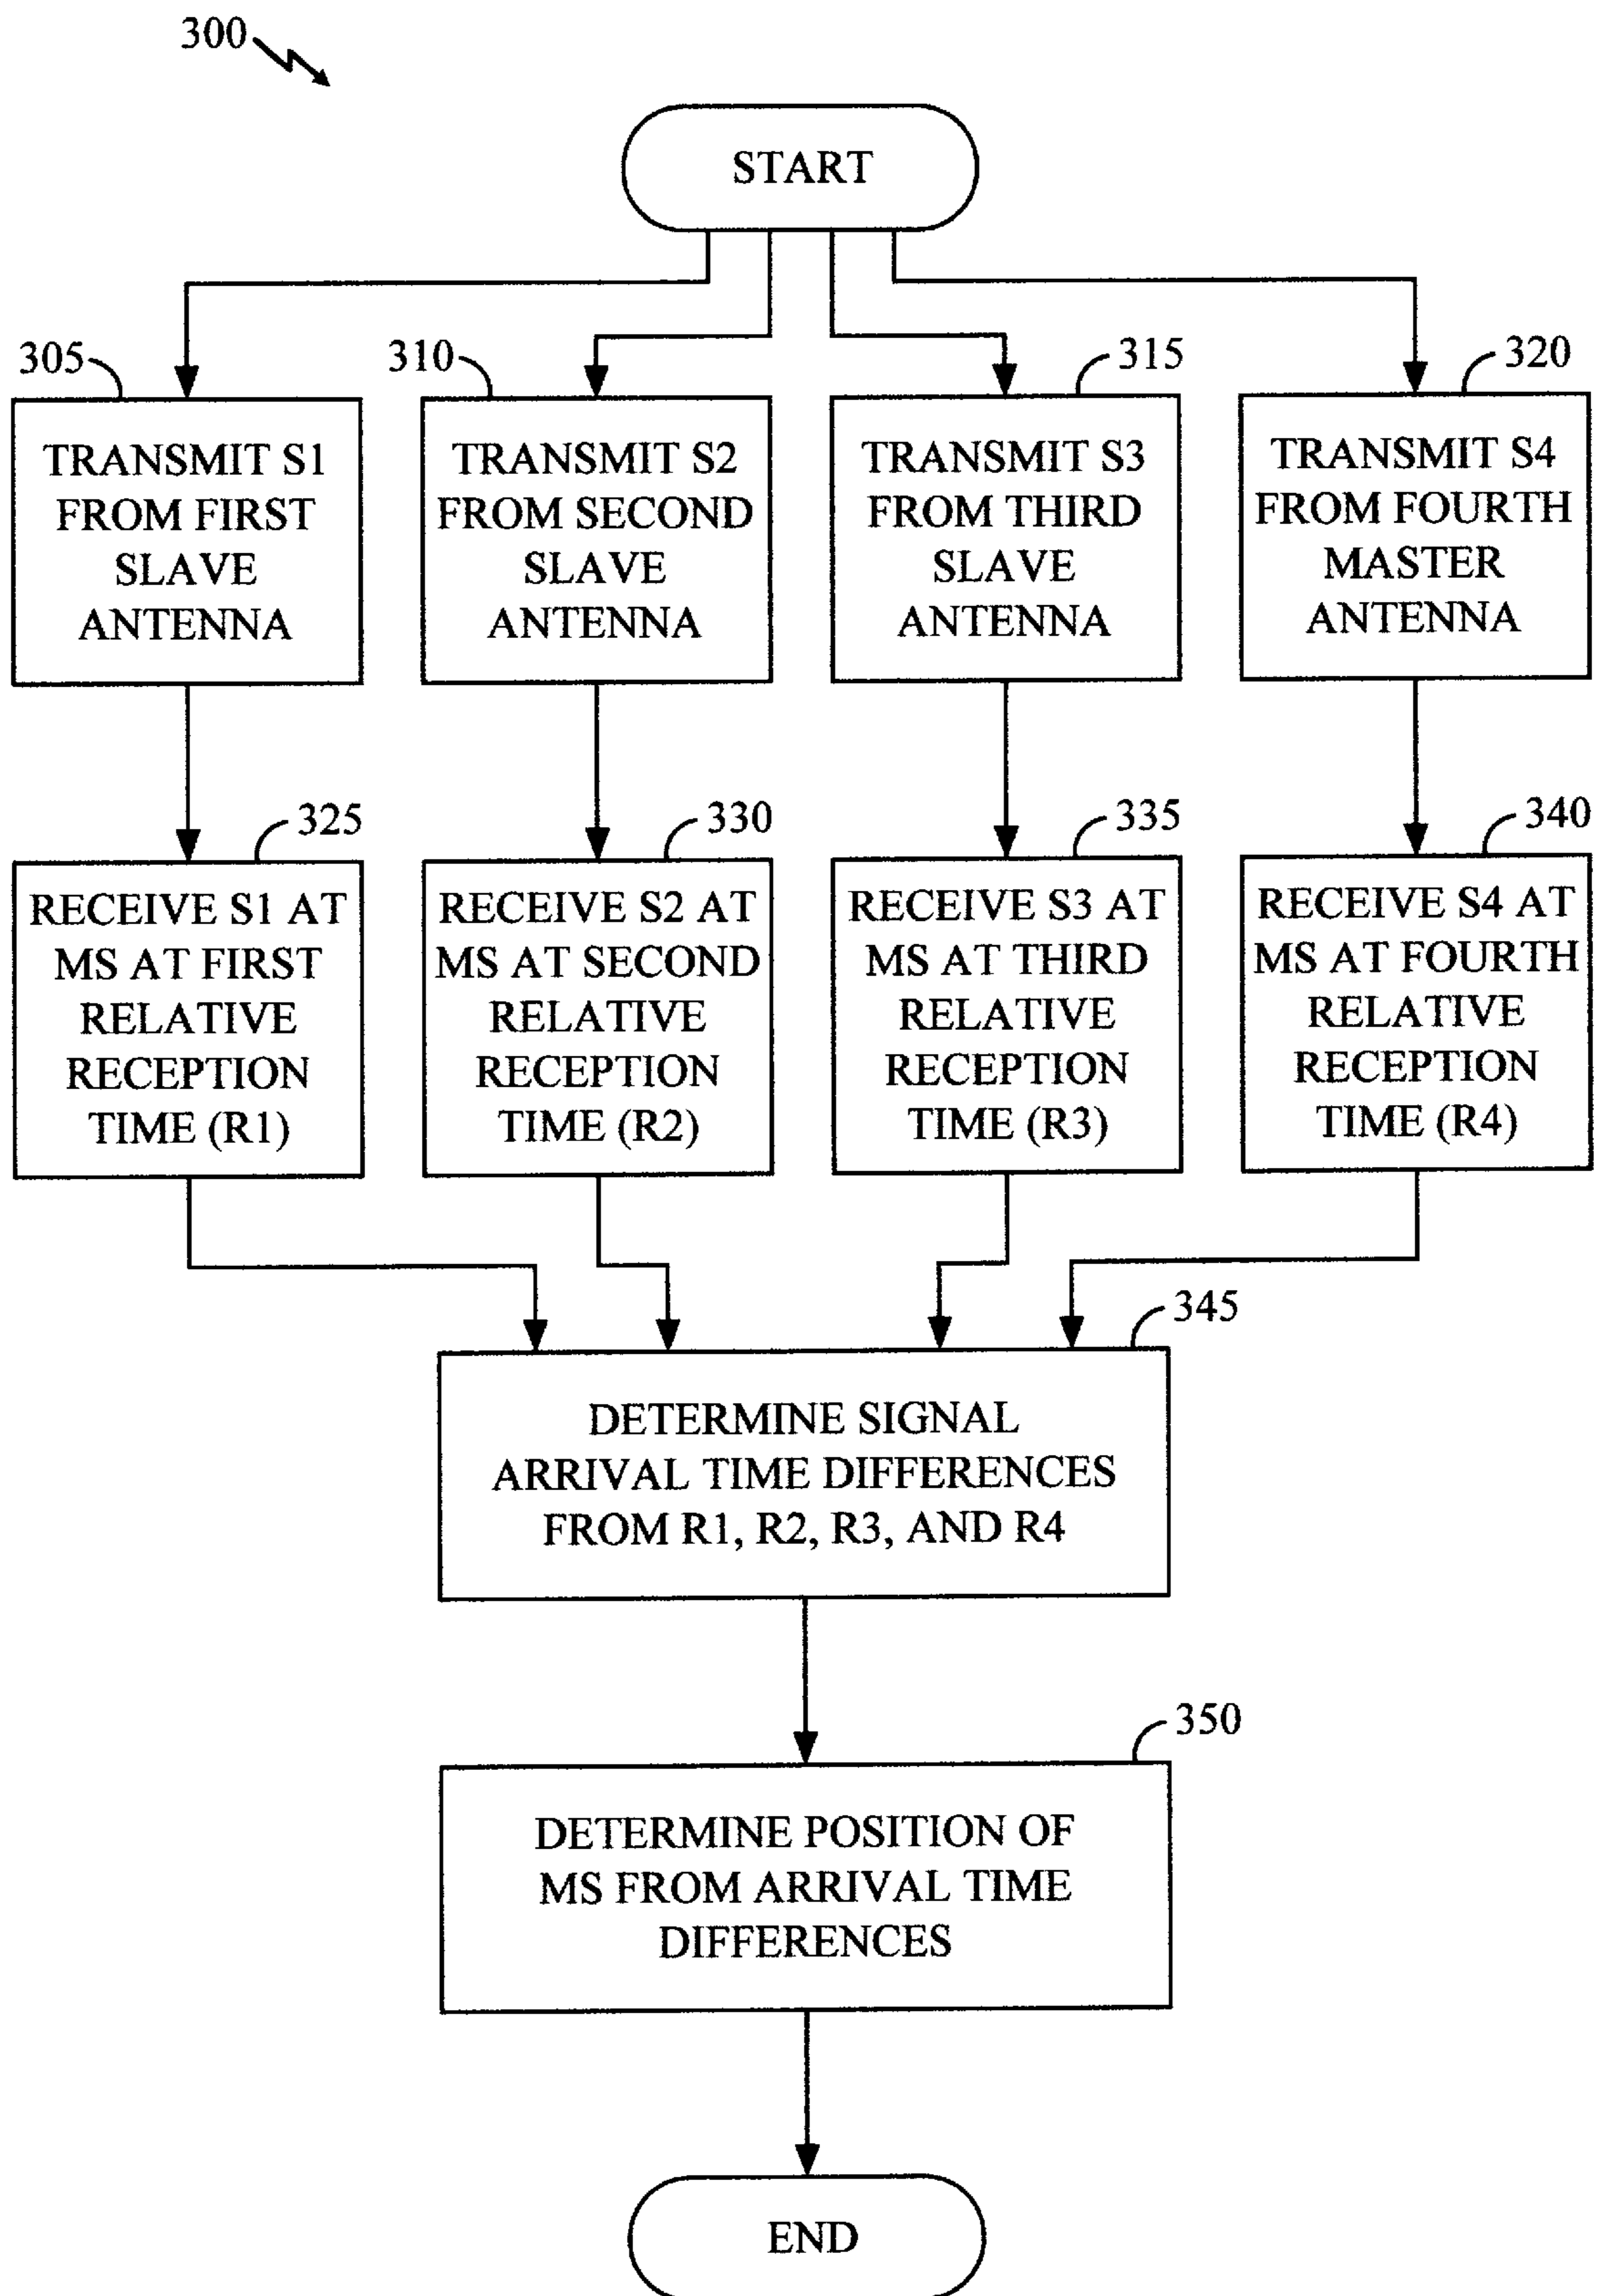 300
START
305
310
315
320
TRANSMIT S1
FROM FIRST
SLAVE
ANTENNA
TRANSMIT S2
FROM SECOND
SLAVE
ANTENNA
TRANSMIT S3
FROM THIRD
SLAVE
ANTENNA
TRANSMIT S4
FROM FOURTH
MASTER
ANTENNA
325
330
335
340
RECEIVE S1 AT
MS AT FIRST
RELATIVE
RECEPTION
TIME (R1)
RECEIVE S2 AT
MS AT SECOND
RELATIVE
RECEPTION
TIME (R2)
RECEIVE S3 AT
MS AT THIRD
RELATIVE
RECEPTION
TIME (R3)
RECEIVE S4 AT
MS AT FOURTH
RELATIVE
RECEPTION
TIME (R4)
345
DETERMINE SIGNAL
ARRIVAL TIME DIFFERENCES
FROM R1, R2, R3, AND R4
350
DETERMINE POSITION OF
MS FROM ARRIVAL TIME
DIFFERENCES
END